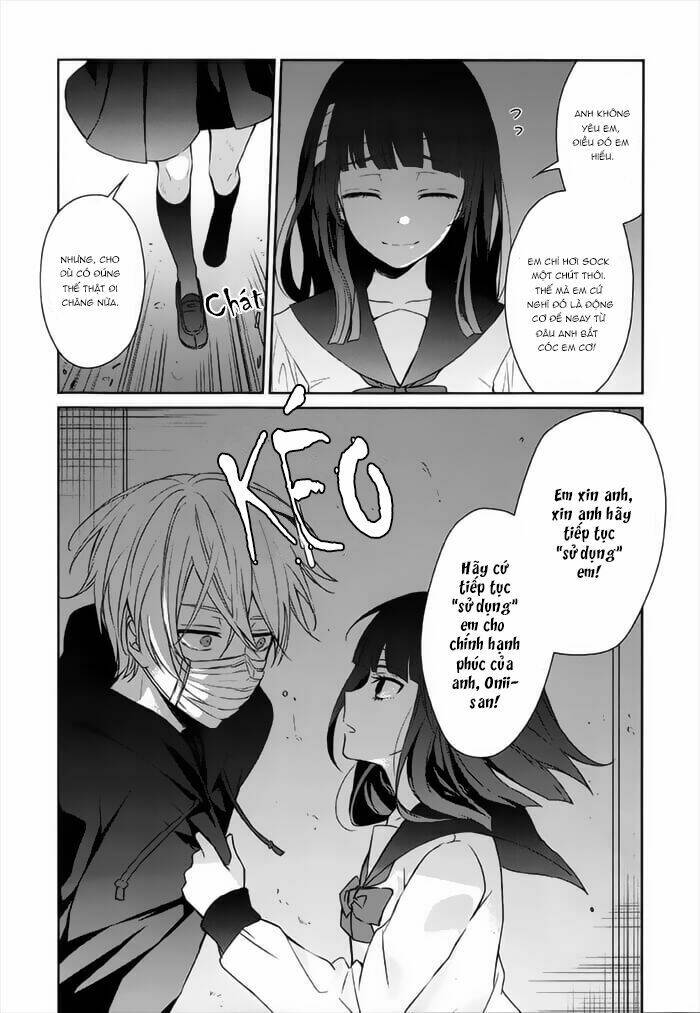 ANH KHÔNG
YÊU EM,
ĐIỀU ĐÓ EM
HIỂU.
EM CHỈ HƠI SOCK
MỘT CHÚT THÔI.
THẾ MÀ EM CỨ
NGHĨ ĐÓ LÀ ĐỘNG
CƠ ĐỂ NGAY TỪ
ĐẦU ANH BẮT
CÓC EM CƠ!
NHƯNG, CHO
DÙ CÓ ĐÚNG
THẾ THẬT ĐI
CHĂNG NỮA.
Chát
KÉO
Em xin anh,
xin anh hãy
tiếp tục
"sử dụng"
em!
Hãy cứ
tiếp tục
"sử dụng"
em cho
chính hạnh
phúc của
anh, Onii-
san!